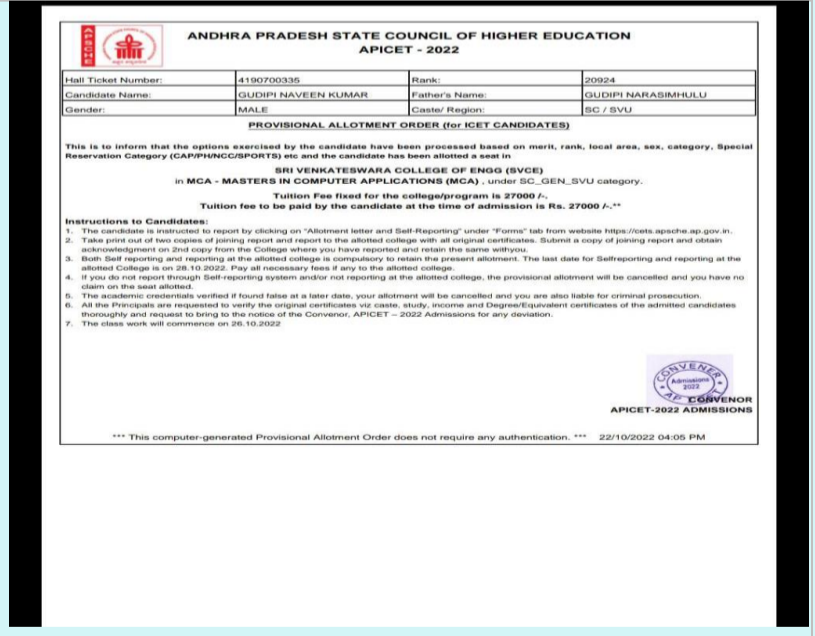 APSCHE
ANDHRA PRADESH STATE COUNCIL OF HIGHER EDUCATION
APICET - 2022
Hall Ticket Number: 4190700335 Rank: 20924
Candidate Name: GUDIPI NAVEEN KUMAR Father's Name: GUDIPI NARASIMHULU
Gender: MALE Caste/ Region: SC / SVU
PROVISIONAL ALLOTMENT ORDER (for ICET CANDIDATES)
This is to inform that the options exercised by the candidate have been processed based on merit, rank, local area, sex, category, Special
Reservation Category (CAP/PH/NCC/SPORTS) etc and the candidate has been allotted a seat in
SRI VENKATESWARA COLLEGE OF ENGG (SVCE)
in MCA - MASTERS IN COMPUTER APPLICATIONS (MCA) , under SC_GEN_SVU category.
Tuition Fee fixed for the college/program is 27000 /-.
Tuition fee to be paid by the candidate at the time of admission is Rs. 27000 /-.**
Instructions to Candidates:
1. The candidate is instructed to report by clicking on "Allotment letter and Self-Reporting" under "Forms" tab from website https://cets.apsche.ap.gov.in.
2. Take print out of two copies of joining report and report to the allotted college with all original certificates. Submit a copy of joining report and obtain
acknowledgment on 2nd copy from the College where you have reported and retain the same withyou.
3. Both Self reporting and reporting at the allotted college is compulsory to retain the present allotment. The last date for Selfreporting and reporting at the
allotted College is on 28.10.2022. Pay all necessary fees if any to the allotted college.
4. If you do not report through Self-reporting system and/or not reporting at the allotted college, the provisional allotment will be cancelled and you have no
claim on the seat allotted.
5. The academic credentials verified if found false at a later date, your allotment will be cancelled and you are also liable for criminal prosecution.
6. All the Principals are requested to verify the original certificates viz caste, study, income and Degree/Equivalent certificates of the admitted candidates
thoroughly and request to bring to the notice of the Convenor, APICET – 2022 Admissions for any deviation.
7. The class work will commence on 26.10.2022
CONVENER
Admissions
2022
CONVENOR
APICET-2022 ADMISSIONS
*** This computer-generated Provisional Allotment Order does not require any authentication. *** 22/10/2022 04:05 PM